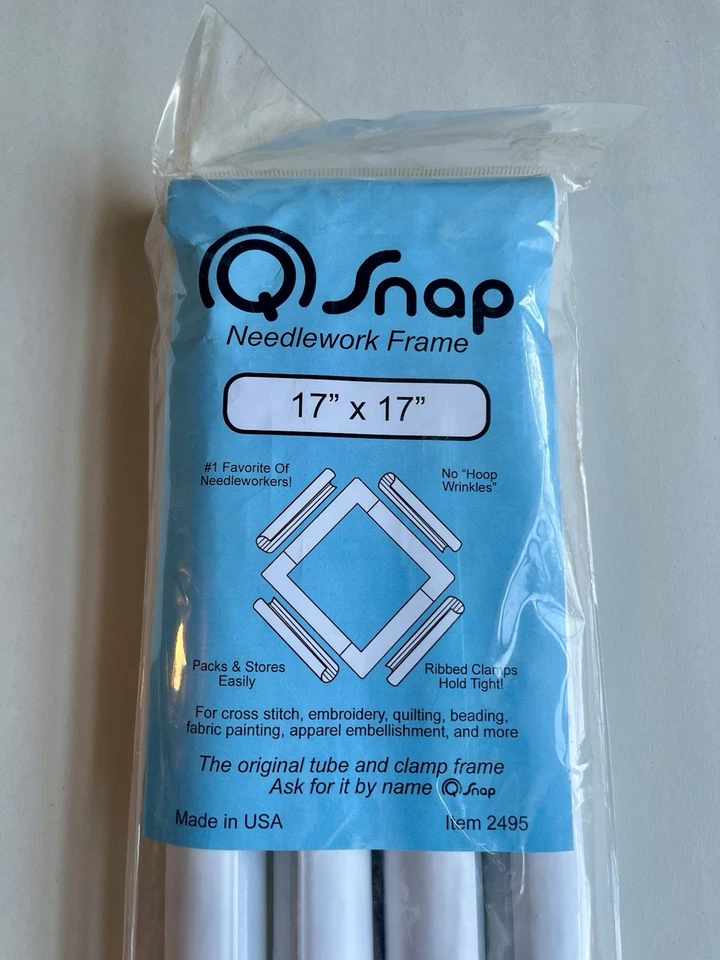 Q Snap
Needlework Frame
17” x 17”
#1 Favorite Of
Needleworkers!
No “Hoop
Wrinkles”
Packs & Stores
Easily
Ribbed Clamps
Hold Tight!
For cross stitch, embroidery, quilting, beading,
fabric painting, apparel embellishment, and more
The original tube and clamp frame
Ask for it by name Q Snap
Made in USA
Item 2495